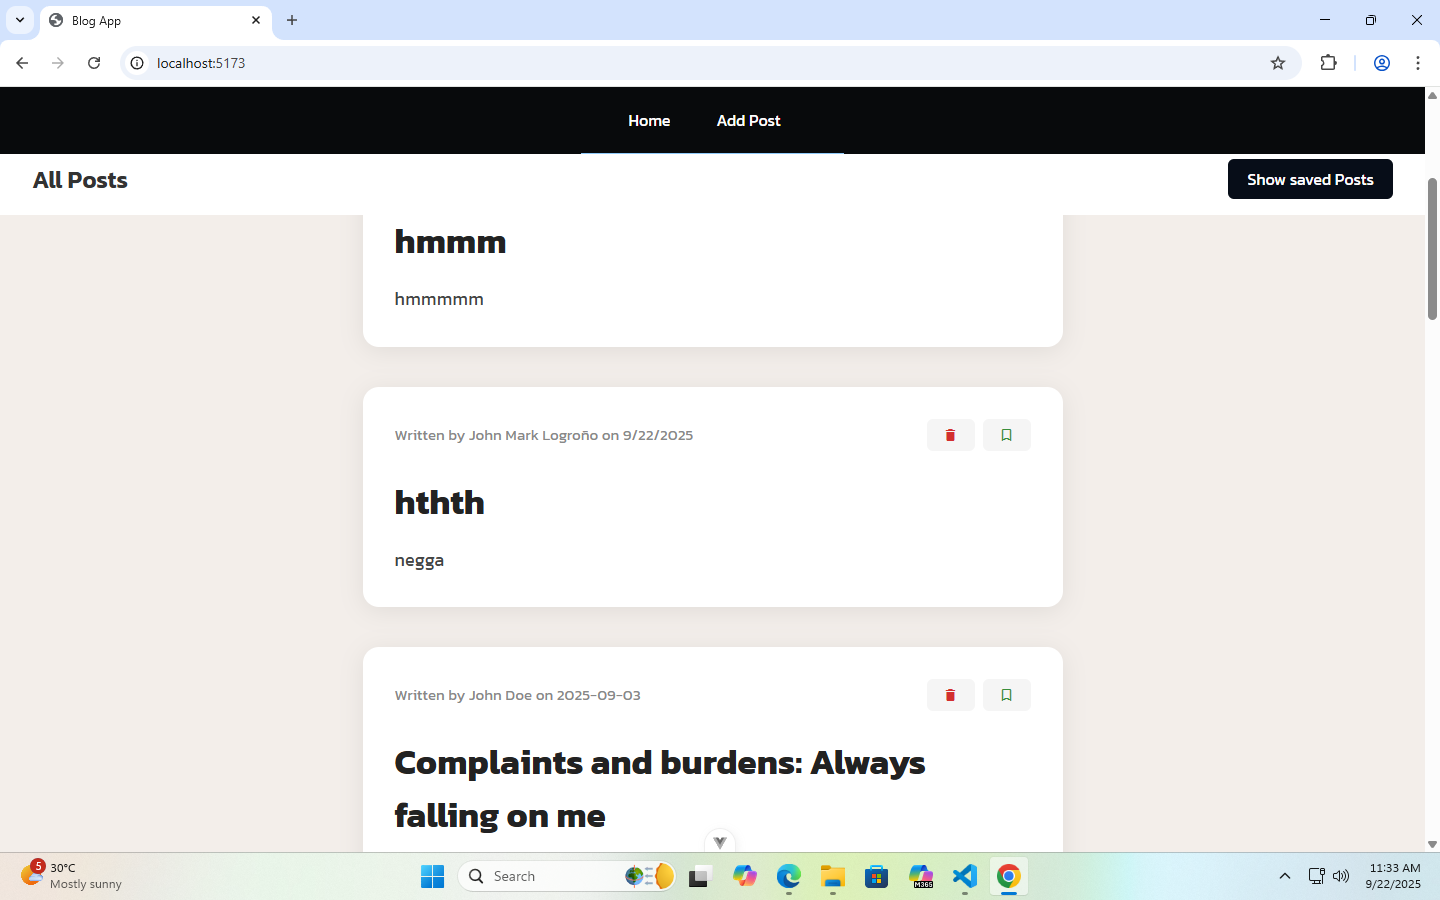 Blog App
localhost:5173
Home
Add Post
All Posts
Show saved Posts
hmmm
hmmmmm
Written by John Mark Logroño on 9/22/2025
hthth
negga
Written by John Doe on 2025-09-03
Complaints and burdens: Always
falling on me
5
30°C
Mostly sunny
Search
M365
11:33 AM
9/22/2025